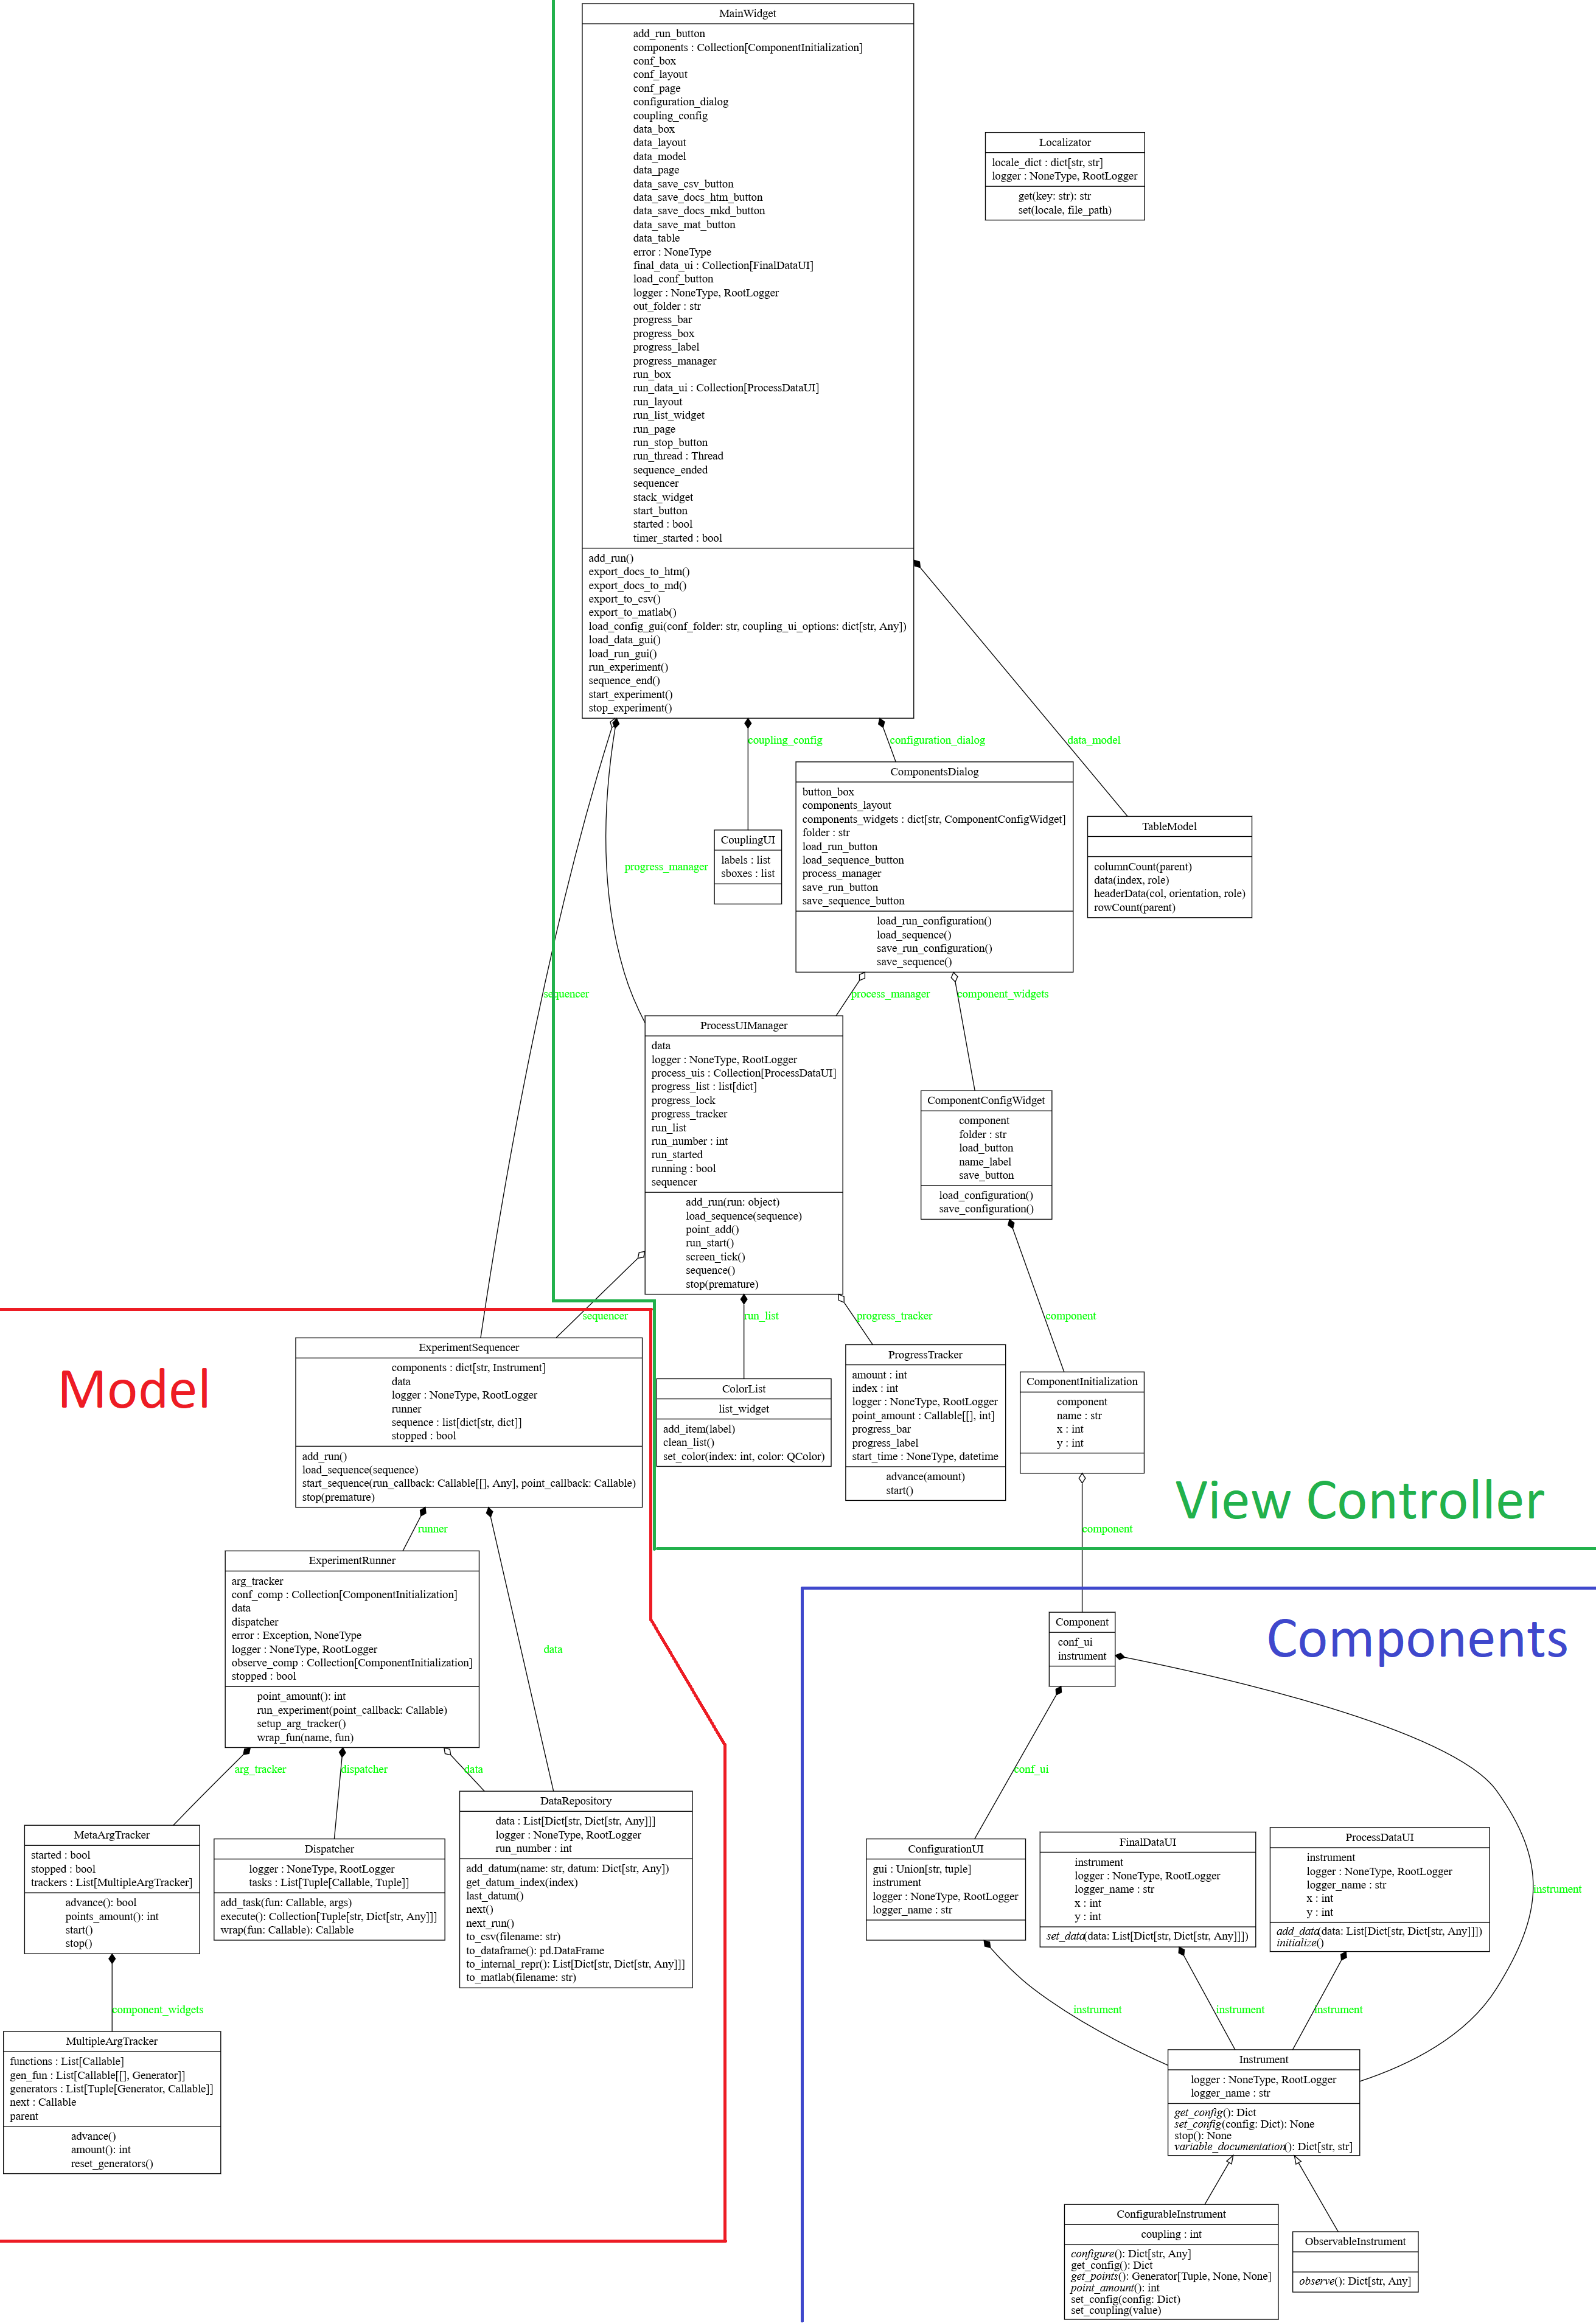 MainWidget
add_run_button
components : Collection[ComponentInitialization]
conf_box
conf_layout
conf_page
configuration_dialog
coupling_config
data_box
data_layout
data_model
data_page
data_save_csv_button
data_save_docs_htm_button
data_save_docs_mkd_button
data_save_mat_button
data_table
error : NoneType
final_data_ui : Collection[FinalDataUI]
load_conf_button
logger : NoneType, RootLogger
out_folder : str
progress_bar
progress_box
progress_label
progress_manager
run_box
run_data_ui : Collection[ProcessDataUI]
run_layout
run_list_widget
run_page
run_stop_button
run_thread : Thread
sequence_ended
sequencer
stack_widget
start_button
started : bool
timer_started : bool
add_run()
export_docs_to_htm()
export_docs_to_md()
export_to_csv()
export_to_matlab()
load_config_gui(conf_folder: str, coupling_ui_options: dict[str, Any])
load_data_gui()
load_run_gui()
run_experiment()
sequence_end()
start_experiment()
stop_experiment()
Localizator
locale_dict : dict[str, str]
logger : NoneType, RootLogger
get(key: str): str
set(locale, file_path)
coupling_config
configuration_dialog
data_model
ComponentsDialog
button_box
components_layout
components_widgets : dict[str, ComponentConfigWidget]
folder : str
load_run_button
load_sequence_button
process_manager
save_run_button
save_sequence_button
load_run_configuration()
load_sequence()
save_run_configuration()
save_sequence()
TableModel
columnCount(parent)
data(index, role)
headerData(col, orientation, role)
rowCount(parent)
CouplingUI
labels : list
sboxes : list
progress_manager
sequencer
process_manager
component_widgets
ProcessUIManager
data
logger : NoneType, RootLogger
process_uis : Collection[ProcessDataUI]
progress_list : list[dict]
progress_lock
progress_tracker
run_list
run_number : int
run_started
running : bool
sequencer
add_run(run: object)
load_sequence(sequence)
point_add()
run_start()
screen_tick()
sequence()
stop(premature)
ComponentConfigWidget
component
folder : str
load_button
name_label
save_button
load_configuration()
save_configuration()
sequencer
run_list
progress_tracker
component
Model
ExperimentSequencer
components : dict[str, Instrument]
data
logger : NoneType, RootLogger
runner
sequence : list[dict[str, dict]]
stopped : bool
add_run()
load_sequence(sequence)
start_sequence(run_callback: Callable[[], Any], point_callback: Callable)
stop(premature)
ColorList
list_widget
add_item(label)
clean_list()
set_color(index: int, color: QColor)
ProgressTracker
amount : int
index : int
logger : NoneType, RootLogger
point_amount : Callable[[], int]
progress_bar
progress_label
start_time : NoneType, datetime
advance(amount)
start()
ComponentInitialization
component
name : str
x : int
y : int
View Controller
runner
component
ExperimentRunner
arg_tracker
conf_comp : Collection[ComponentInitialization]
data
dispatcher
error : Exception, NoneType
logger : NoneType, RootLogger
observe_comp : Collection[ComponentInitialization]
stopped : bool
point_amount(): int
run_experiment(point_callback: Callable)
setup_arg_tracker()
wrap_fun(name, fun)
data
Component
conf_ui
instrument
Components
arg_tracker
dispatcher
data
conf_ui
MetaArgTracker
started : bool
stopped : bool
trackers : List[MultipleArgTracker]
advance(): bool
points_amount(): int
start()
stop()
Dispatcher
logger : NoneType, RootLogger
tasks : List[Tuple[Callable, Tuple]]
add_task(fun: Callable, args)
execute(): Collection[Tuple[str, Dict[str, Any]]]
wrap(fun: Callable): Callable
DataRepository
data : List[Dict[str, Dict[str, Any]]]
logger : NoneType, RootLogger
run_number : int
add_datum(name: str, datum: Dict[str, Any])
get_datum_index(index)
last_datum()
next()
next_run()
to_csv(filename: str)
to_dataframe(): pd.DataFrame
to_internal_repr(): List[Dict[str, Dict[str, Any]]]
to_matlab(filename: str)
ConfigurationUI
gui : Union[str, tuple]
instrument
logger : NoneType, RootLogger
logger_name : str
FinalDataUI
instrument
logger : NoneType, RootLogger
logger_name : str
x : int
y : int
set_data(data: List[Dict[str, Dict[str, Any]]])
ProcessDataUI
instrument
logger : NoneType, RootLogger
logger_name : str
x : int
y : int
add_data(data: List[Dict[str, Dict[str, Any]]])
initialize()
instrument
component_widgets
instrument
instrument
instrument
MultipleArgTracker
functions : List[Callable]
gen_fun : List[Callable[[], Generator]]
generators : List[Tuple[Generator, Callable]]
next : Callable
parent
advance()
amount(): int
reset_generators()
Instrument
logger : NoneType, RootLogger
logger_name : str
get_config(): Dict
set_config(config: Dict): None
stop(): None
variable_documentation(): Dict[str, str]
ConfigurableInstrument
coupling : int
configure(): Dict[str, Any]
get_config(): Dict
get_points(): Generator[Tuple, None, None]
point_amount(): int
set_config(config: Dict)
set_coupling(value)
ObservableInstrument
observe(): Dict[str, Any]